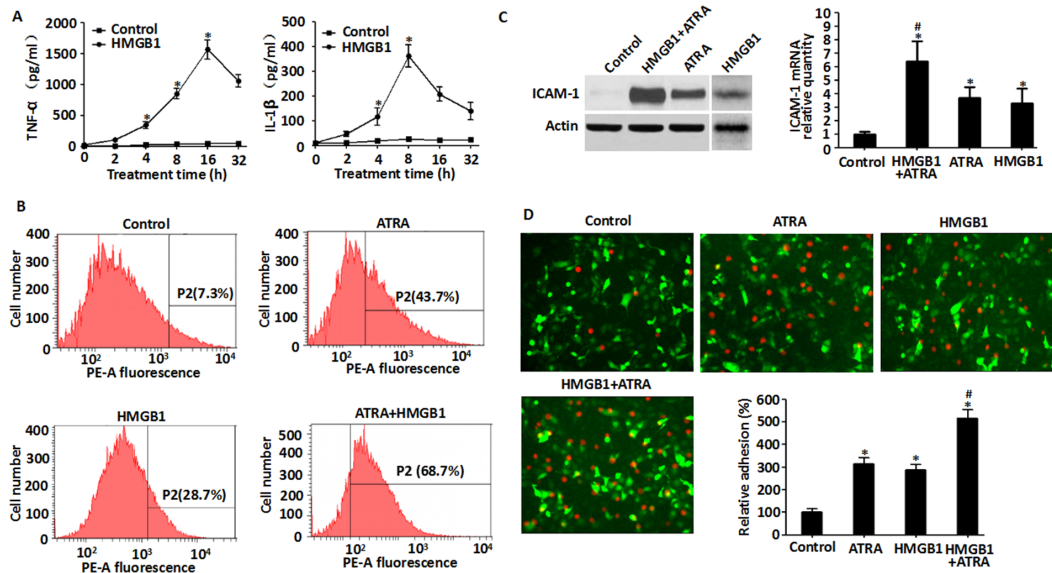 A
Control
HMGB1
TNF-α (pg/ml)
2000
1500
1000
500
0
0 2 4 8 16 32
Treatment time (h)
* * *
Control
HMGB1
IL-1β (pg/ml)
500
400
300
200
100
0
0 2 4 8 16 32
Treatment time (h)
* *
B
Control
Cell number
400
300
200
100
0
P2(7.3%)
10² 10³ 10⁴
PE-A fluorescence
ATRA
Cell number
400
300
200
100
0
P2(43.7%)
10² 10³ 10⁴
PE-A fluorescence
HMGB1
Cell number
400
300
200
100
0
P2(28.7%)
10² 10³ 10⁴
PE-A fluorescence
ATRA+HMGB1
Cell number
500
400
300
200
100
0
P2 (68.7%)
10² 10³ 10⁴
PE-A fluorescence
C
Control
HMGB1+ATRA
ATRA
HMGB1
ICAM-1
Actin
ICAM-1 mRNA
relative quantity
10
9
8
7
6
5
4
3
2
1
0
#
* * *
Control HMGB1 ATRA HMGB1
+ATRA
D
Control
ATRA
HMGB1
HMGB1+ATRA
Relative adhesion (%)
600
500
400
300
200
100
0
#
* * *
Control ATRA HMGB1 HMGB1
+ATRA